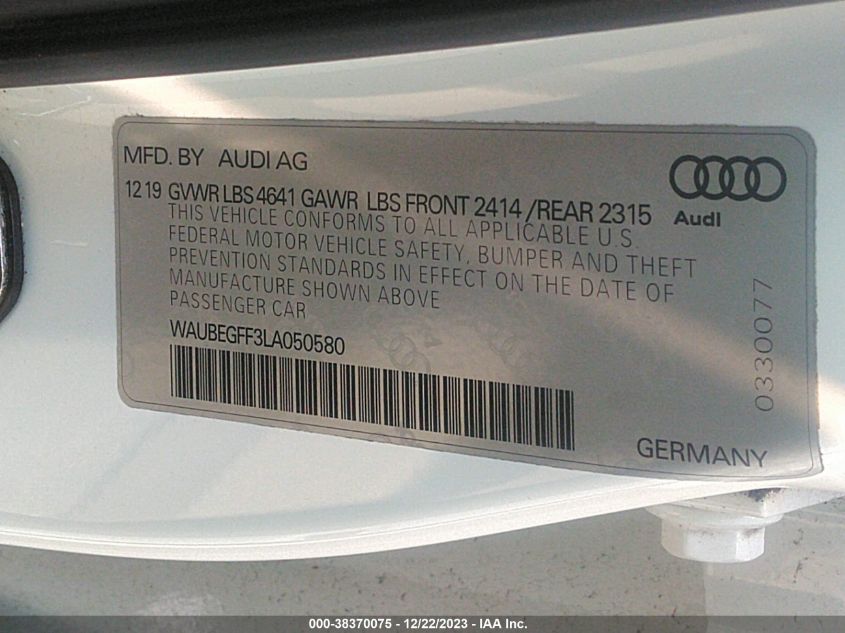 MFD. BY AUDI AG
12 19 GVWR LBS 4641 GAWR LBS FRONT 2414 /REAR 2315
THIS VEHICLE CONFORMS TO ALL APPLICABLE U.S.
FEDERAL MOTOR VEHICLE SAFETY, BUMPER AND THEFT
PREVENTION STANDARDS IN EFFECT ON THE DATE OF
MANUFACTURE SHOWN ABOVE
PASSENGER CAR
WAUBEGFF3LA050580
Audi
0330077
GERMANY
000-38370075 - 12/22/2023 - IAA Inc.